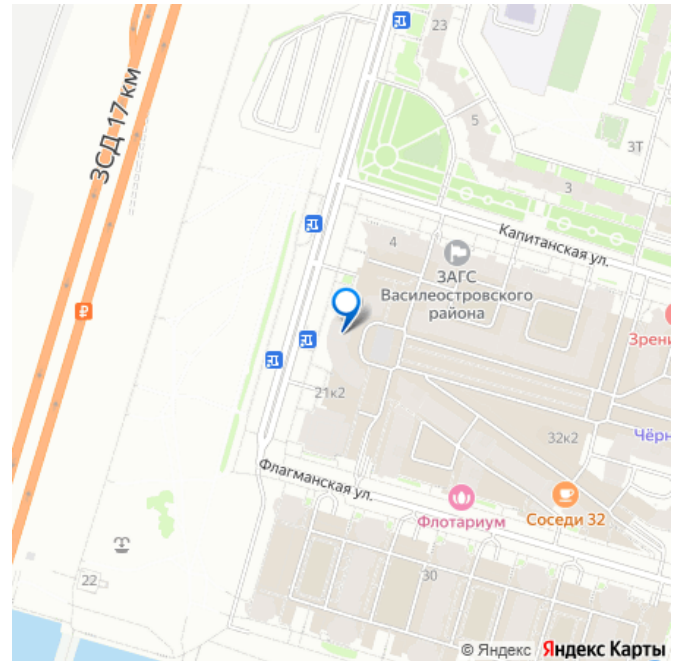 23
ЗСД 17 км
5
3Т
3
Капитанская ул.
4
ЗАГС
Василеостровского
района
Зрени
21к2
32к2
Чёрн
Флагманская ул.
Флотариум
Соседи 32
22
30
© Яндекс Яндекс Карты